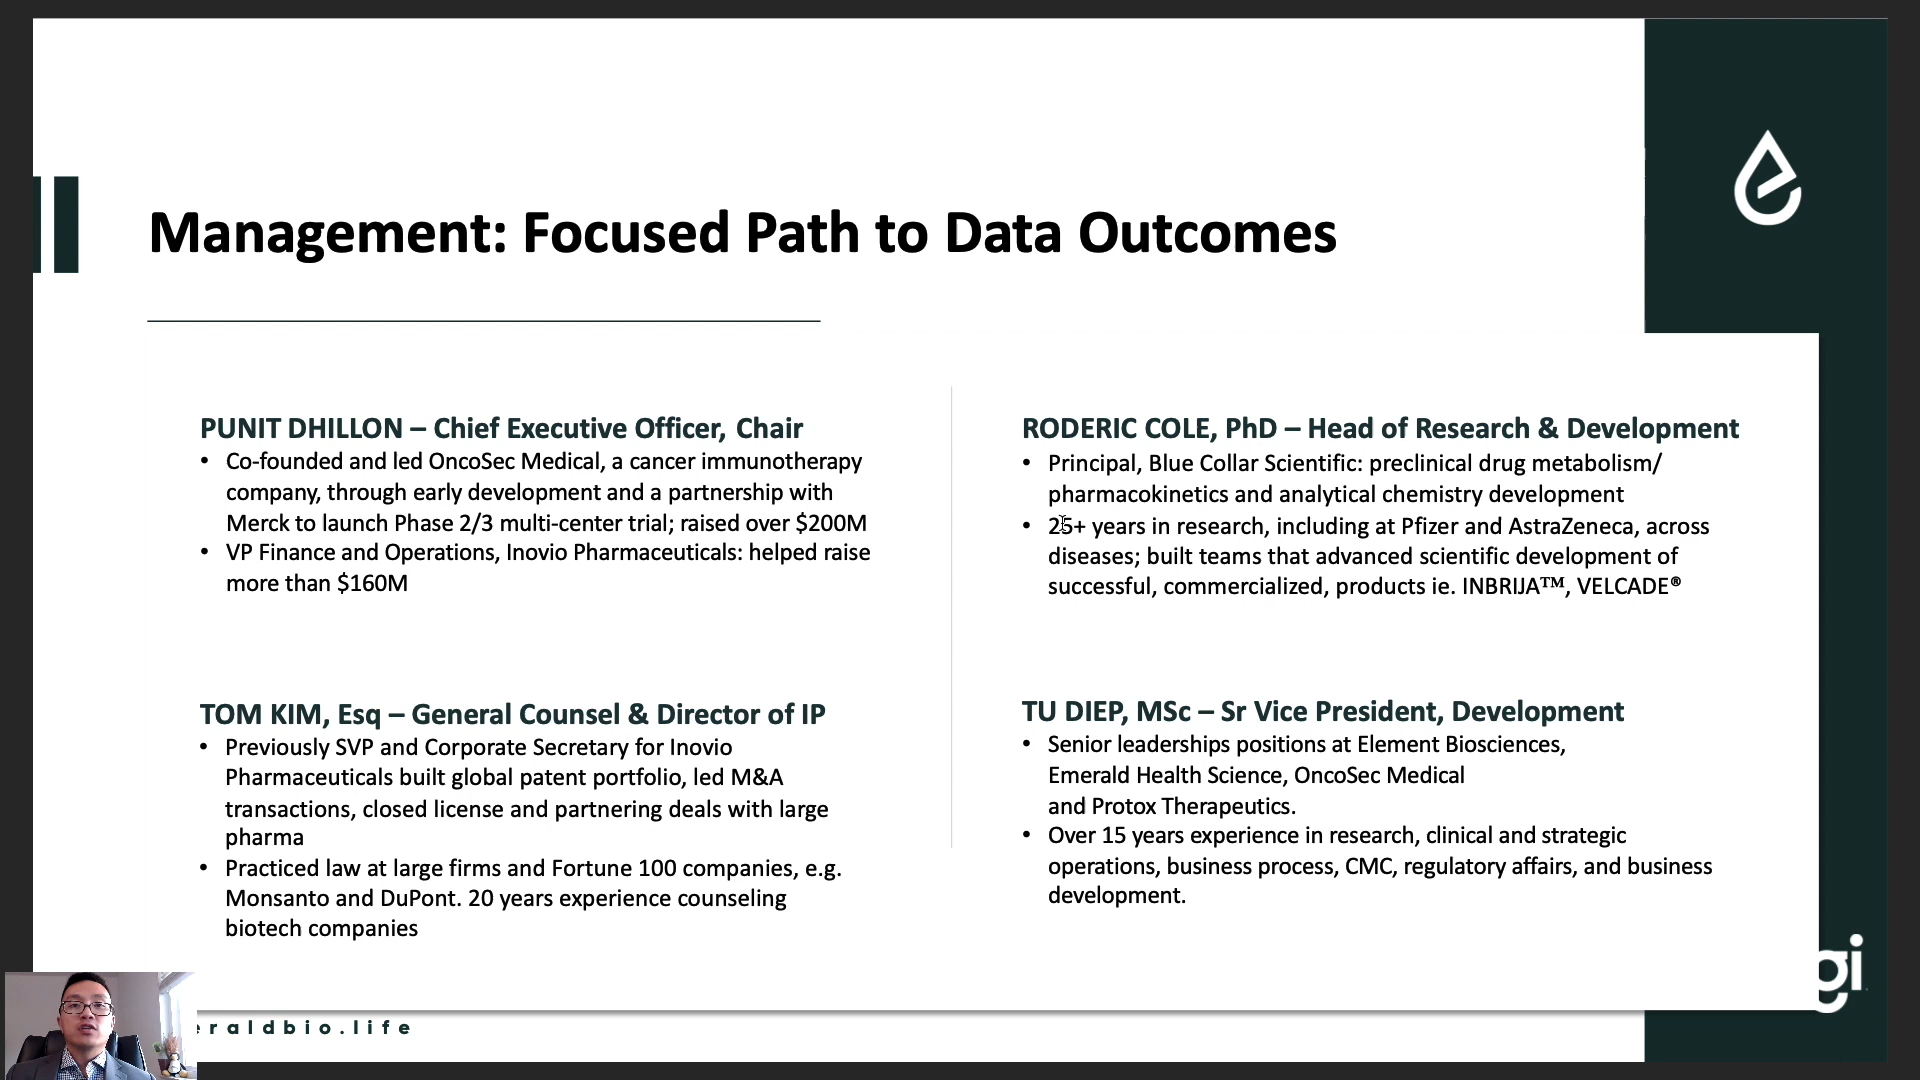 Management: Focused Path to Data Outcomes
PUNIT DHILLON – Chief Executive Officer, Chair
• Co-founded and led OncoSec Medical, a cancer immunotherapy
company, through early development and a partnership with
Merck to launch Phase 2/3 multi-center trial; raised over $200M
• VP Finance and Operations, Inovio Pharmaceuticals: helped raise
more than $160M
TOM KIM, Esq – General Counsel & Director of IP
• Previously SVP and Corporate Secretary for Inovio
Pharmaceuticals built global patent portfolio, led M&A
transactions, closed license and partnering deals with large
pharma
• Practiced law at large firms and Fortune 100 companies, e.g.
Monsanto and DuPont. 20 years experience counseling
biotech companies
RODERIC COLE, PhD – Head of Research & Development
• Principal, Blue Collar Scientific: preclinical drug metabolism/
pharmacokinetics and analytical chemistry development
• 25+ years in research, including at Pfizer and AstraZeneca, across
diseases; built teams that advanced scientific development of
successful, commercialized, products ie. INBRIJA™, VELCADE®
TU DIEP, MSc – Sr Vice President, Development
• Senior leaderships positions at Element Biosciences,
Emerald Health Science, OncoSec Medical
and Protox Therapeutics.
• Over 15 years experience in research, clinical and strategic
operations, business process, CMC, regulatory affairs, and business
development.
eraldbio.life
gi